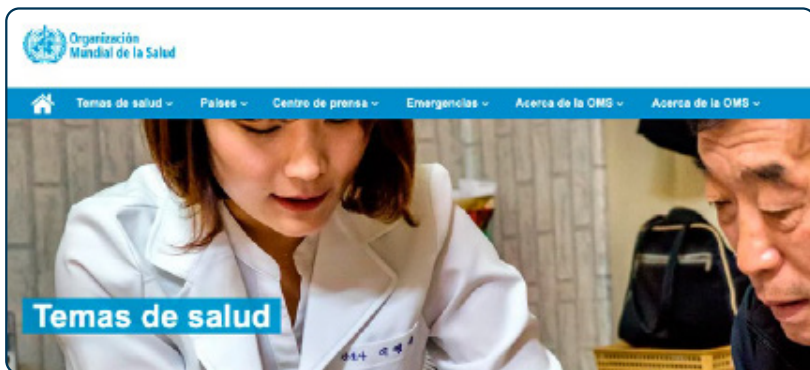 Organización
Mundial de la Salud
Temas de salud
Países
Centro de prensa
Emergencias
Acerca de la OMS
Acerca de la OMS
Temas de salud